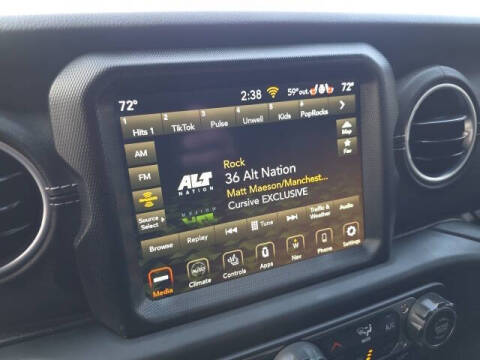 2:38 59° out.
72° 72°
1 2 3 4 5 6
Hits 1 TikTok Pulse Unwell Kids PopRocks
AM
FM
Source
Select
Map
Fav
Rock
36 Alt Nation
Matt Maeson/Manchest...
Cursive EXCLUSIVE
ALT
NATION
Browse Replay Tune Traffic &
Weather Audio
Media Climate Controls Apps Nav Phone Settings
A/C